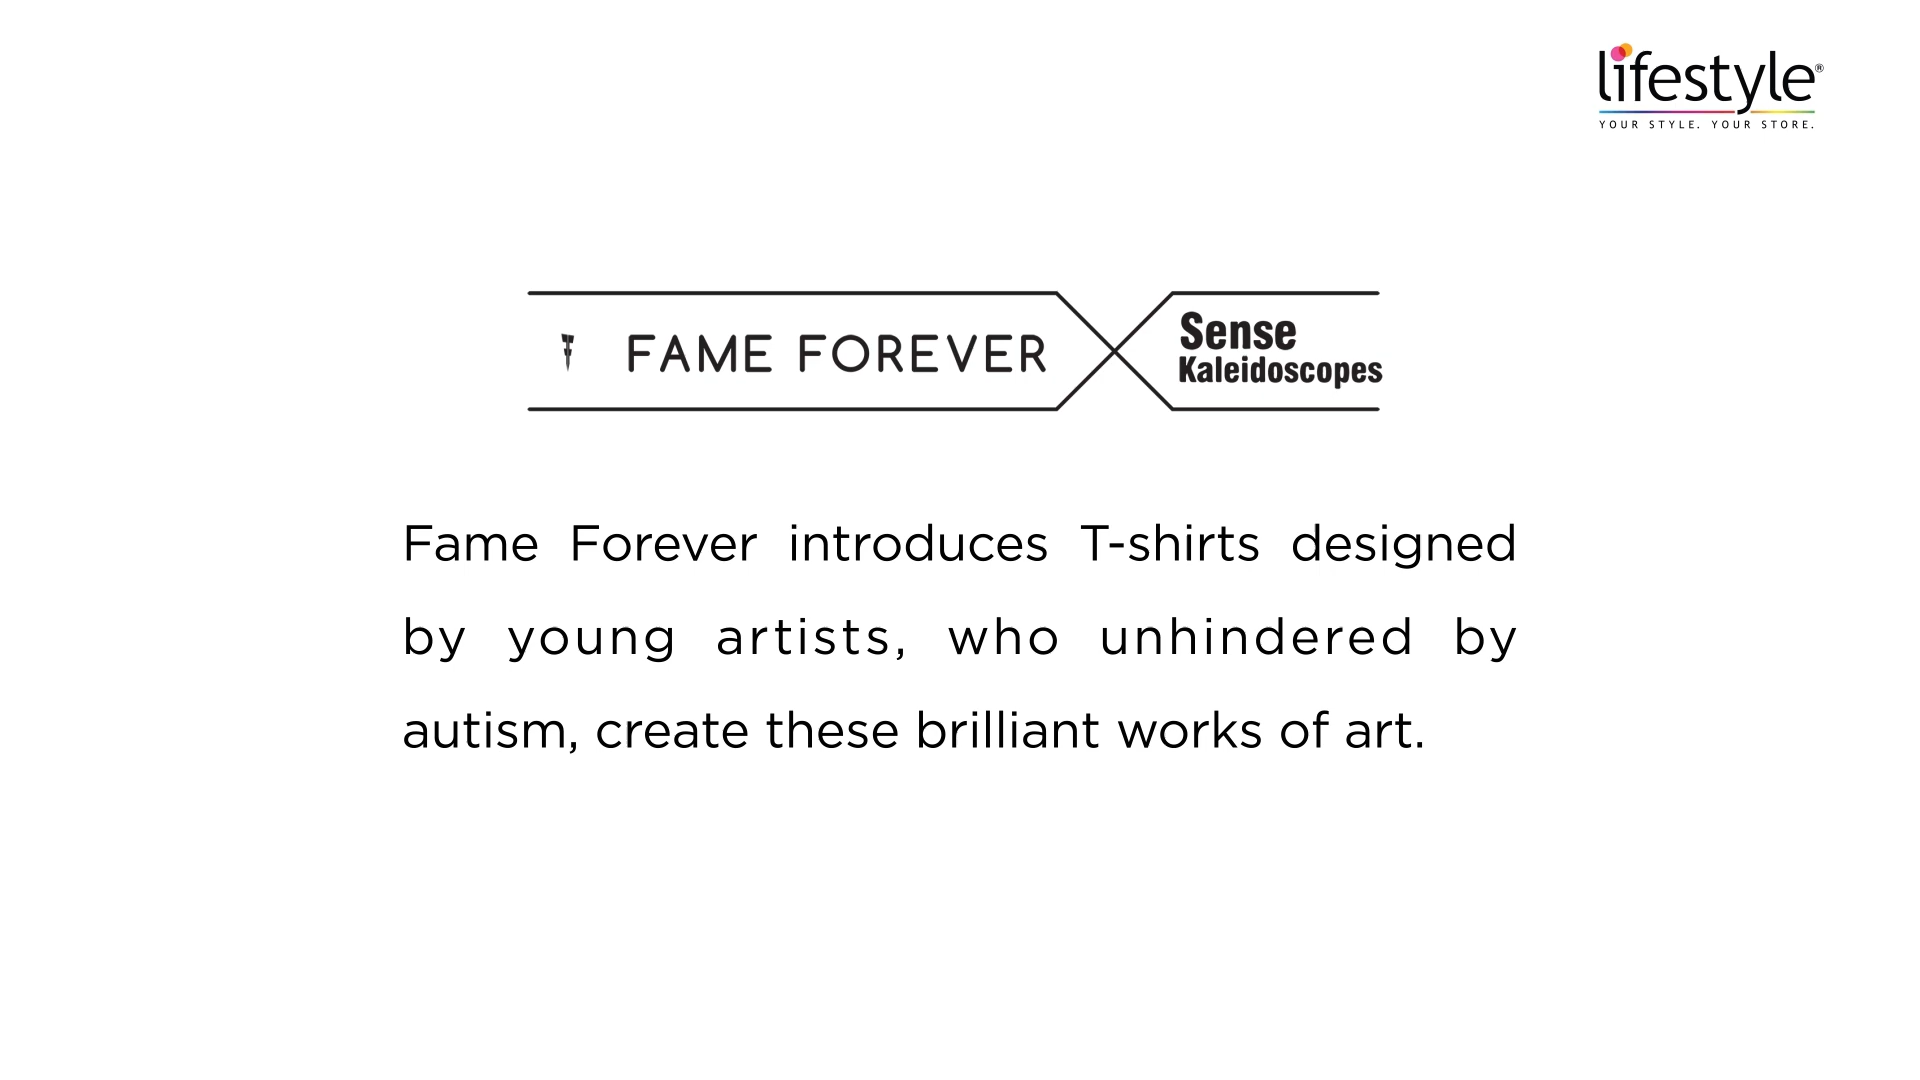 lifestyle®
YOUR STYLE. YOUR STORE.
FAME FOREVER
Sense
Kaleidoscopes
Fame Forever introduces T-shirts designed
by young artists, who unhindered by
autism, create these brilliant works of art.